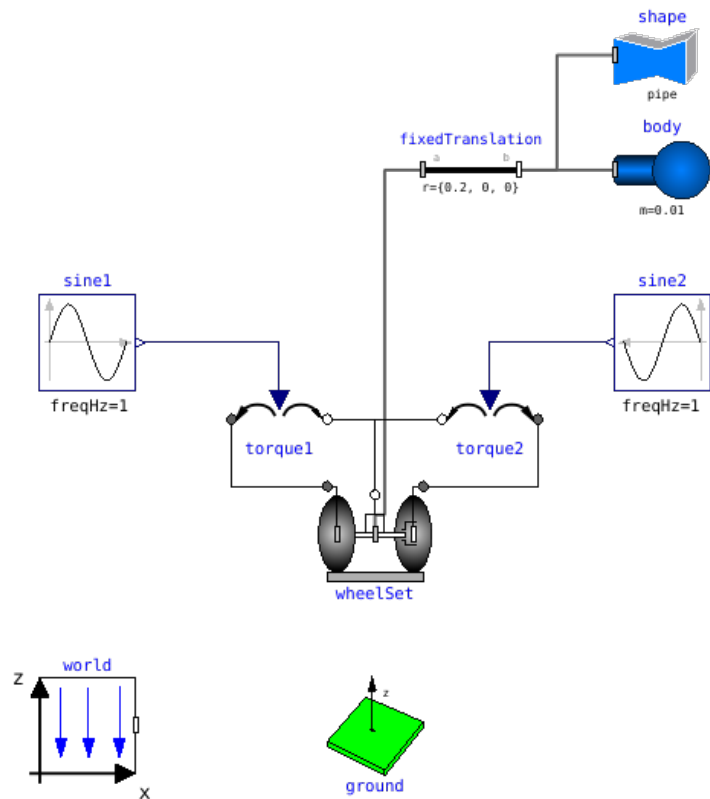 shape
pipe
body
m=0.01
fixedTranslation
a b
r={0.2, 0, 0}
sine1
freqHz=1
sine2
freqHz=1
torque1
torque2
wheelSet
world
z
x
z
ground